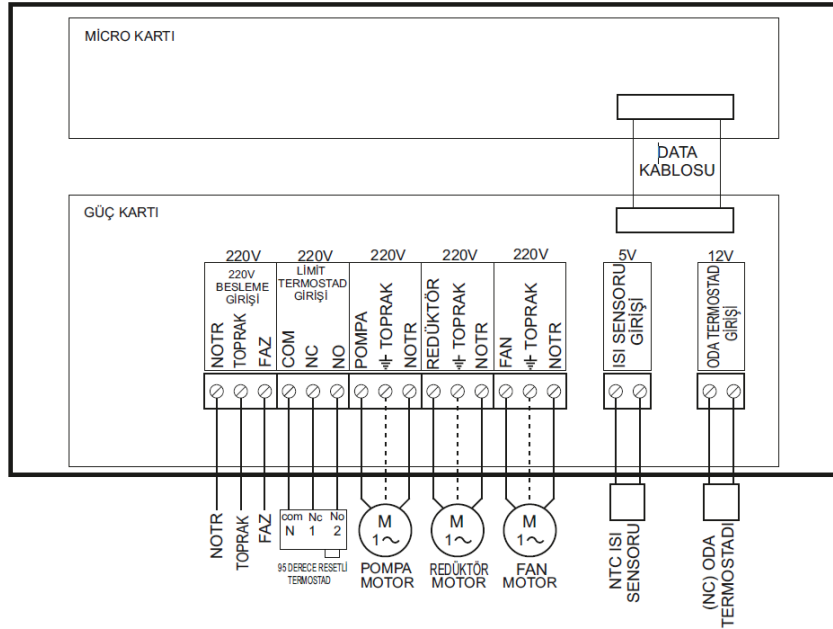 MİCRO KARTI
DATA
KABLOSU
GÜÇ KARTI
220V
220V
220V
220V
220V
5V
12V
220V
BESLEME
GİRİŞİ
LİMİT
TERMOSTAD
GİRİŞİ
NOTR
TOPRAK
FAZ
COM
NC
NO
POMPA
TOPRAK
NOTR
REDÜKTÖR
TOPRAK
NOTR
FAN
TOPRAK
NOTR
ISI SENSORU
GİRİŞİ
ODA TERMOSTAD
GİRİŞİ
NOTR
TOPRAK
FAZ
com Nc No
N 1 2
95 DERECE RESETLİ
TERMOSTAD
M
1~
POMPA
MOTOR
M
1~
REDÜKTÖR
MOTOR
M
1~
FAN
MOTOR
NTC ISI
SENSORU
(NC) ODA
TERMOSTADI